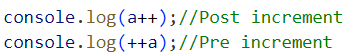 console.log(a++);//Post increment
console.log(++a);//Pre increment